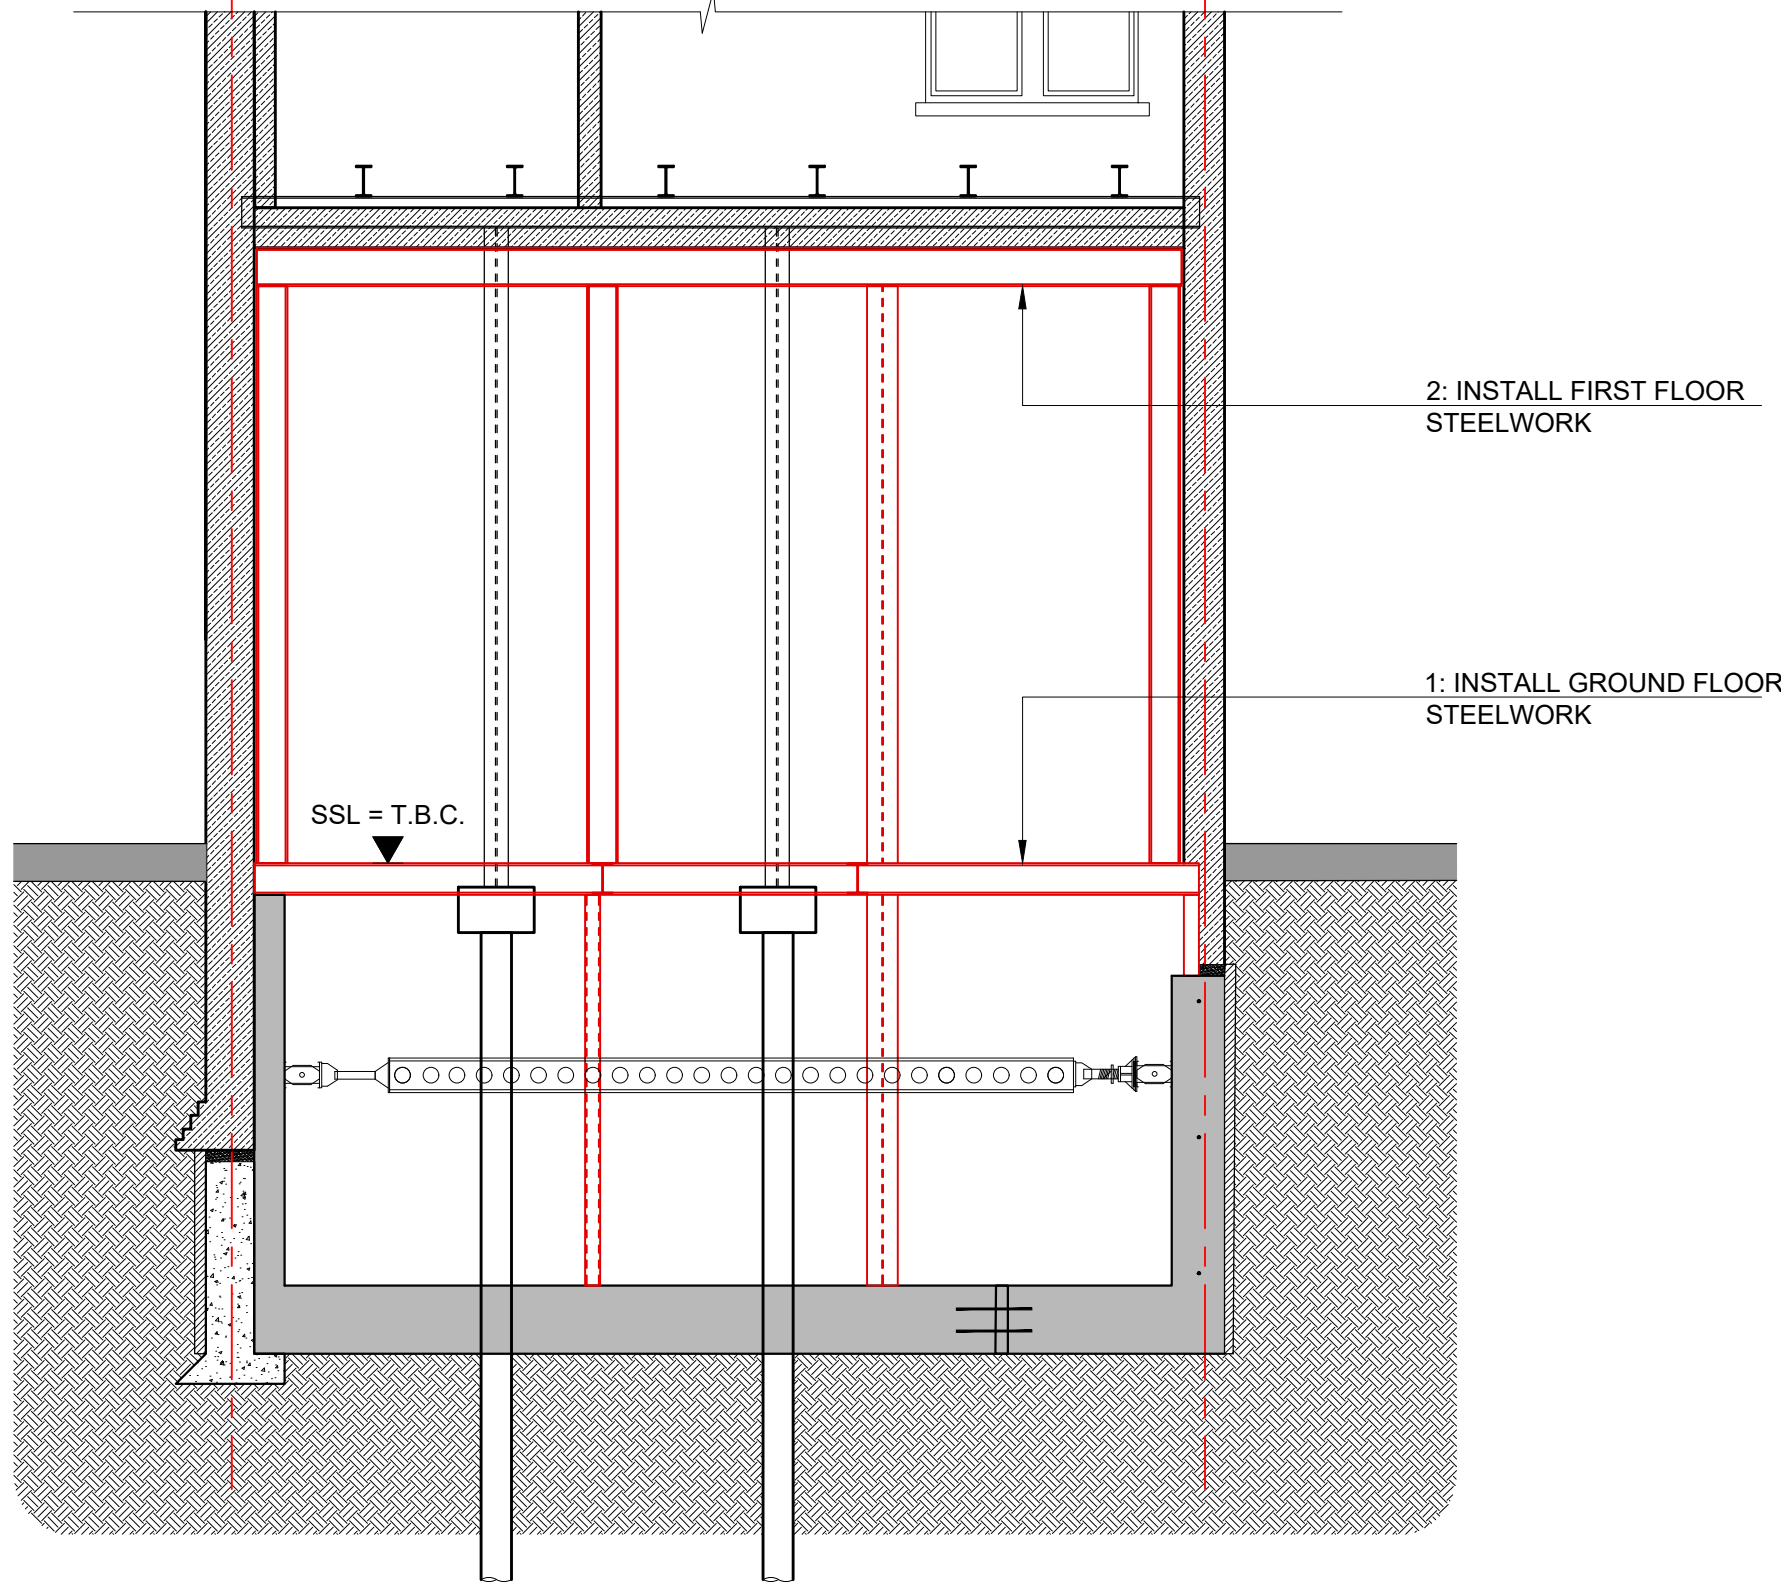 2: INSTALL FIRST FLOOR
STEELWORK
1: INSTALL GROUND FLOOR
STEELWORK
SSL = T.B.C.